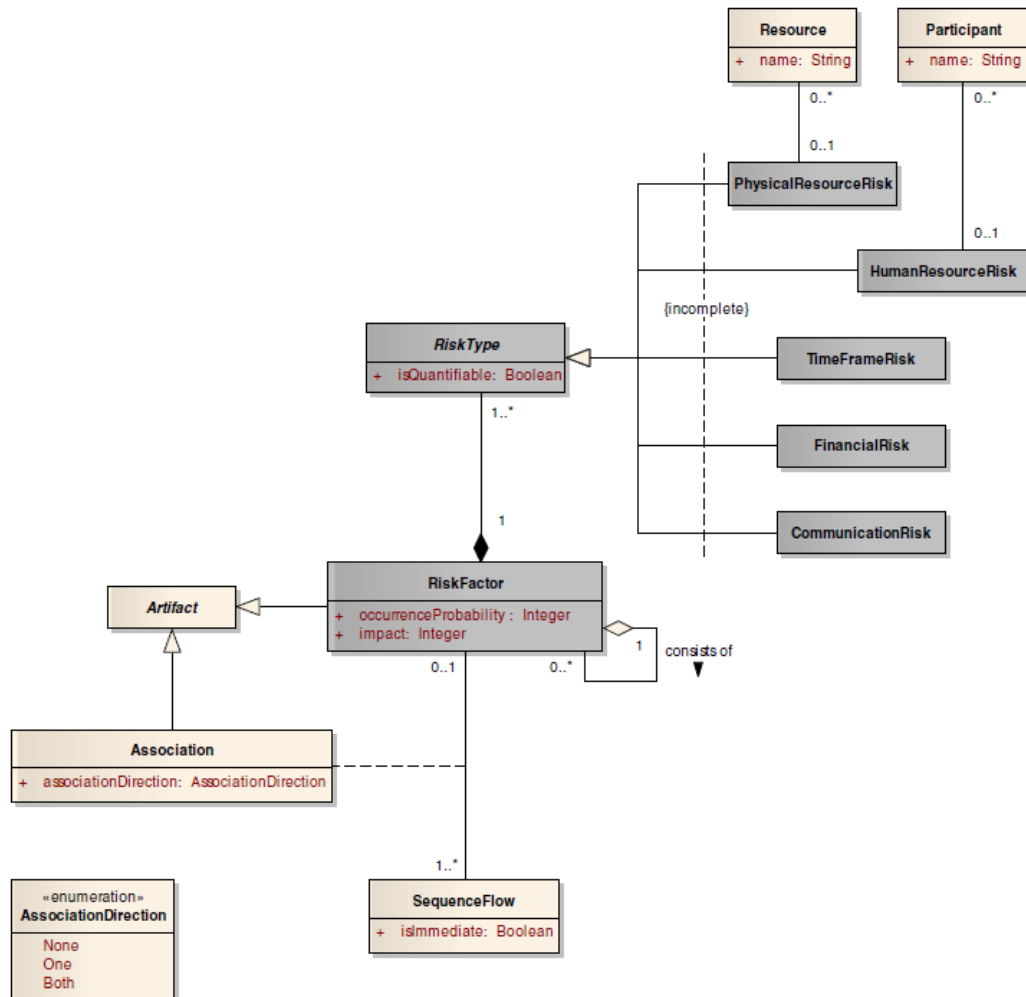 Resource
+ name: String
Participant
+ name: String
0..*
0..*
0..1
PhysicalResourceRisk
0..1
HumanResourceRisk
{incomplete}
RiskType
+ isQuantifiable: Boolean
TimeFrameRisk
1..*
FinancialRisk
1
CommunicationRisk
RiskFactor
+ occurrenceProbability : Integer
+ impact: Integer
Artifact
1
consists of
0..1
0..*
Association
+ associationDirection: AssociationDirection
1..*
«enumeration»
AssociationDirection
None
One
Both
SequenceFlow
+ isImmediate: Boolean